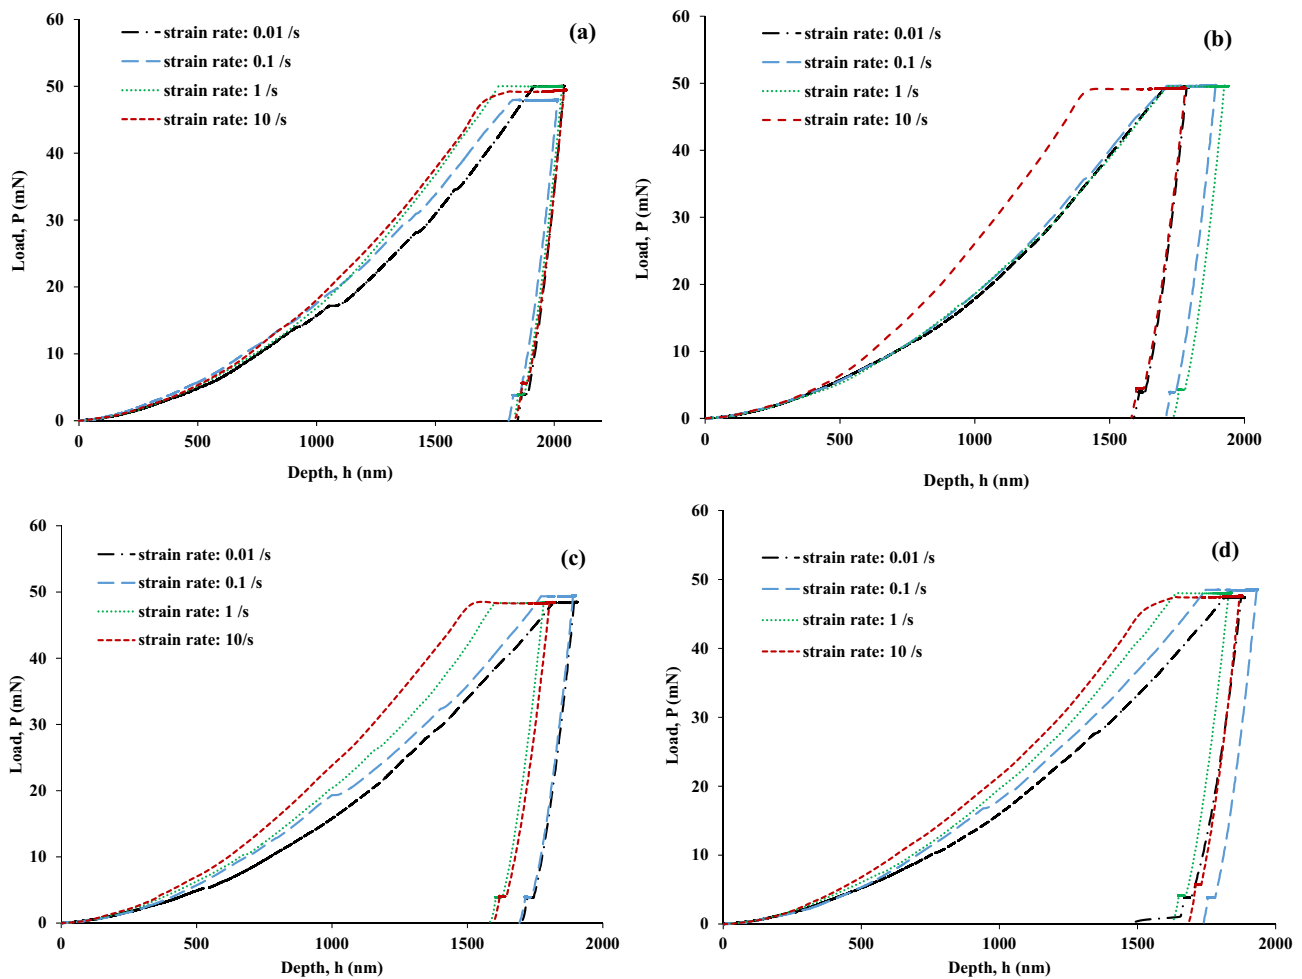 60
50
40
30
20
10
0
Load, P (mN)
strain rate: 0.01 /s
strain rate: 0.1 /s
strain rate: 1 /s
strain rate: 10 /s
(a)
0 500 1000 1500 2000
Depth, h (nm)
60
50
40
30
20
10
0
Load, P (mN)
strain rate: 0.01 /s
strain rate: 0.1 /s
strain rate: 1 /s
strain rate: 10 /s
(b)
0 500 1000 1500 2000
Depth, h (nm)
60
50
40
30
20
10
0
Load, P (mN)
strain rate: 0.01 /s
strain rate: 0.1 /s
strain rate: 1 /s
strain rate: 10/s
(c)
0 500 1000 1500 2000
Depth, h (nm)
60
50
40
30
20
10
0
Load, P (mN)
strain rate: 0.01 /s
strain rate: 0.1 /s
strain rate: 1 /s
strain rate: 10 /s
(d)
0 500 1000 1500 2000
Depth, h (nm)